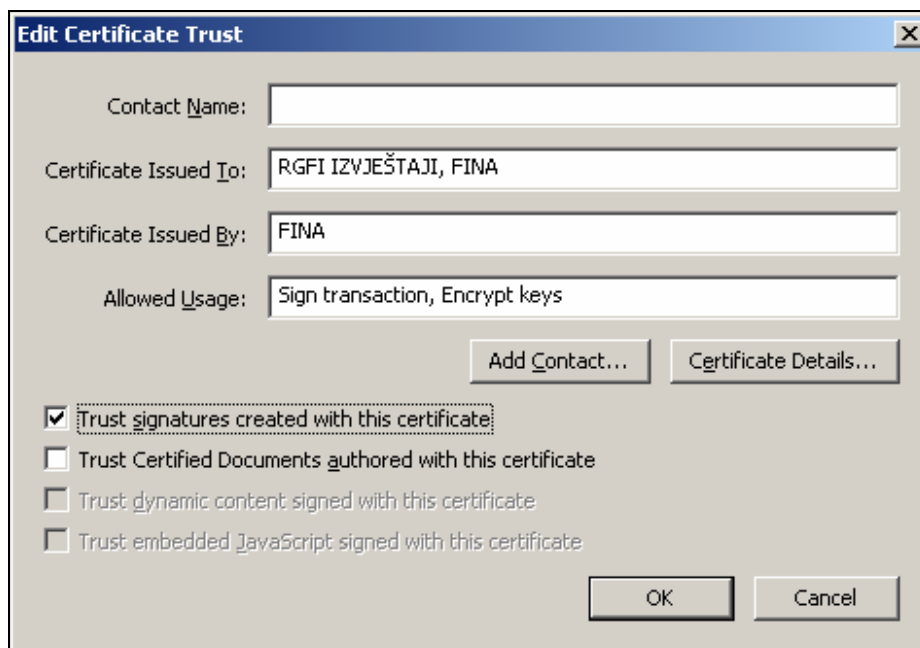 Edit Certificate Trust
Contact Name:
Certificate Issued To: RGFI IZVJEŠTAJI, FINA
Certificate Issued By: FINA
Allowed Usage: Sign transaction, Encrypt keys
Add Contact... Certificate Details...
Trust signatures created with this certificate
Trust Certified Documents authored with this certificate
Trust dynamic content signed with this certificate
Trust embedded JavaScript signed with this certificate
OK Cancel